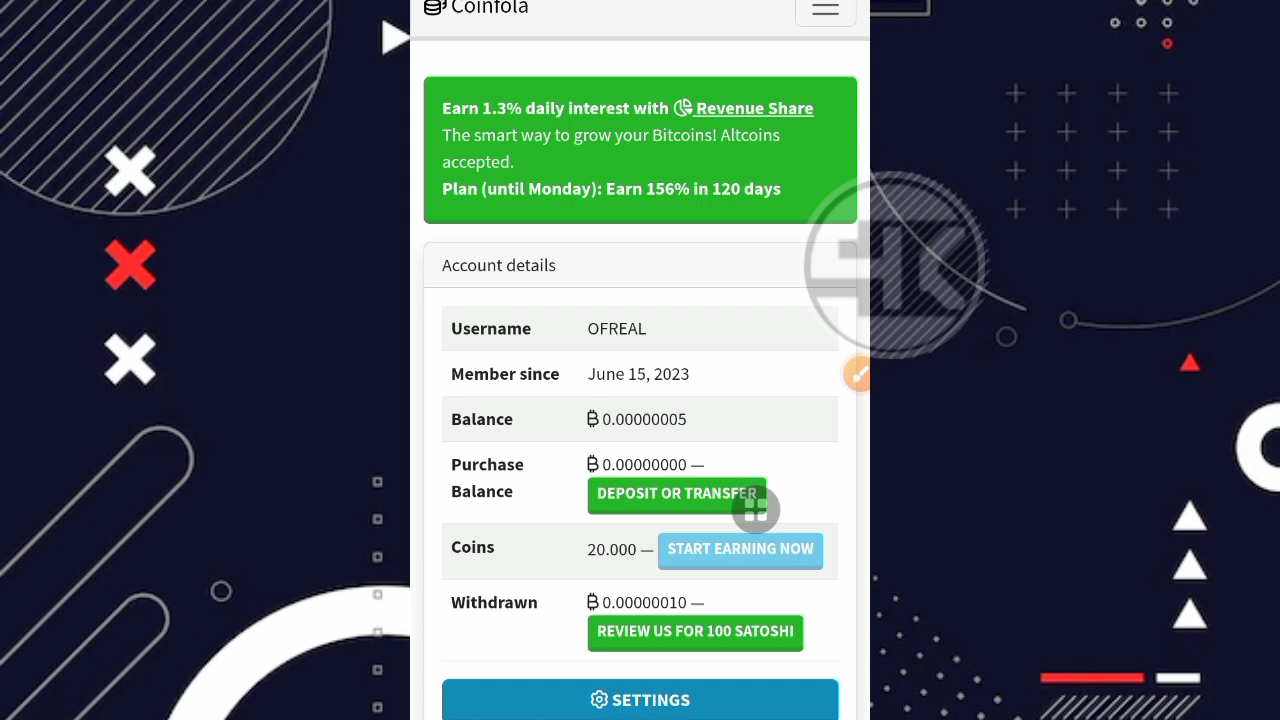 Coinfola
Earn 1.3% daily interest with Revenue Share
The smart way to grow your Bitcoins! Altcoins
accepted.
Plan (until Monday): Earn 156% in 120 days
Account details
Username OFREAL
Member since June 15, 2023
Balance ₿ 0.00000005
Purchase ₿ 0.00000000 —
Balance DEPOSIT OR TRANSFER
Coins 20.000 — START EARNING NOW
Withdrawn ₿ 0.00000010 —
REVIEW US FOR 100 SATOSHI
SETTINGS